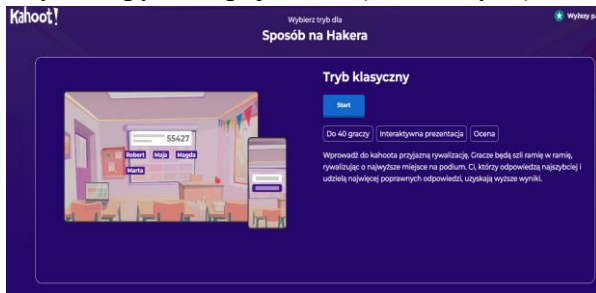 Kahoot!
Wybierz tryb dla
Sposób na Hakera
Wyższy p
Tryb klasyczny
Start
Do 40 graczy
Interaktywna prezentacja
Ocena
Wprowadź do kahoota przyjazną rywalizację. Gracze będą szli ramię w ramię,
rywalizując o najwyższe miejsce na podium. Ci, którzy odpowiedzą najszybciej i
udzielą najwięcej poprawnych odpowiedzi, uzyskają wyższe wyniki.
55427
Robert Maja Magda
Marta